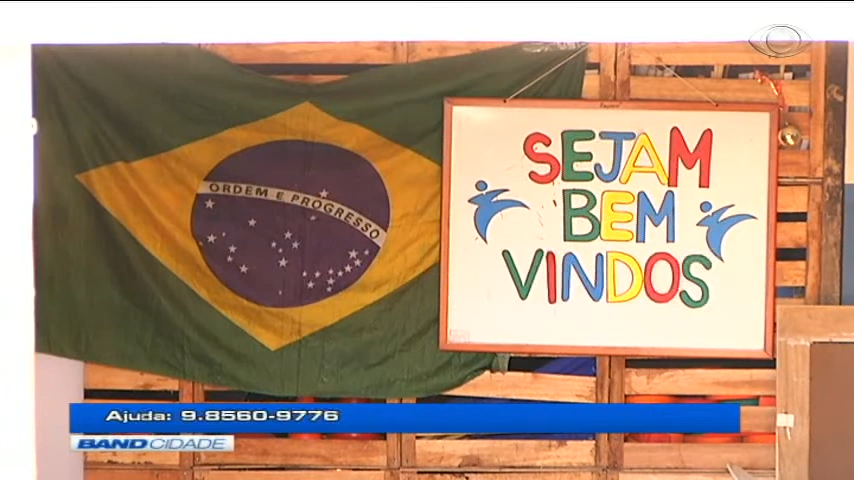 ORDEM E PROGRESSO
SEJAM
BEM
VINDOS
Ajuda: 9.8560-9776
BAND CIDADE